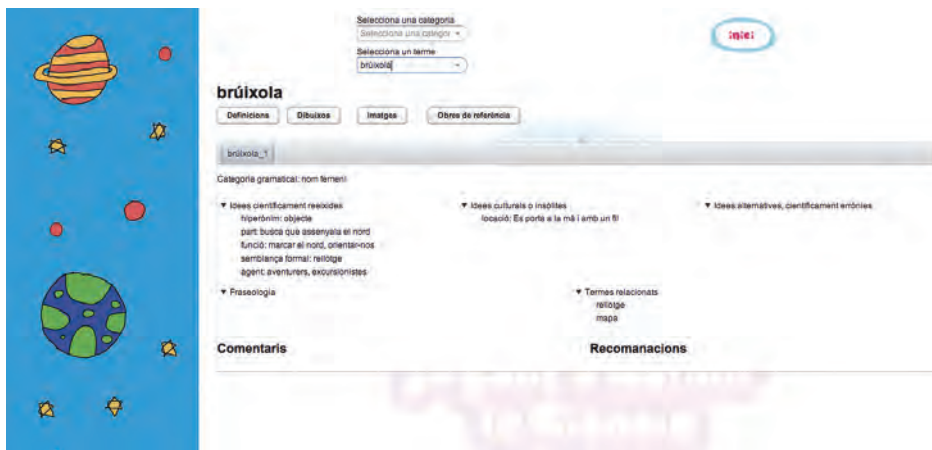 Selecciona una categoria
Selecciona una categor
inici
Selecciona un terme
brúixola
brúixola
Definicions Dibuixos Imatges Obres de referència
brúixola_1
Categoria gramatical: nom femení
▼ Idees científicament reeixides
hiperònim: objecte
part: busca que assenyala el nord
funció: marcar el nord, orientar-nos
semblança formal: rellotge
agent: aventurers, excursionistes
▼ Idees culturals o insòlites
locació: Es porta a la mà i amb un fil
▼ Idees alternatives, científicament errònies
▼ Fraseologia
▼ Termes relacionats
rellotge
mapa
Comentaris
Recomanacions